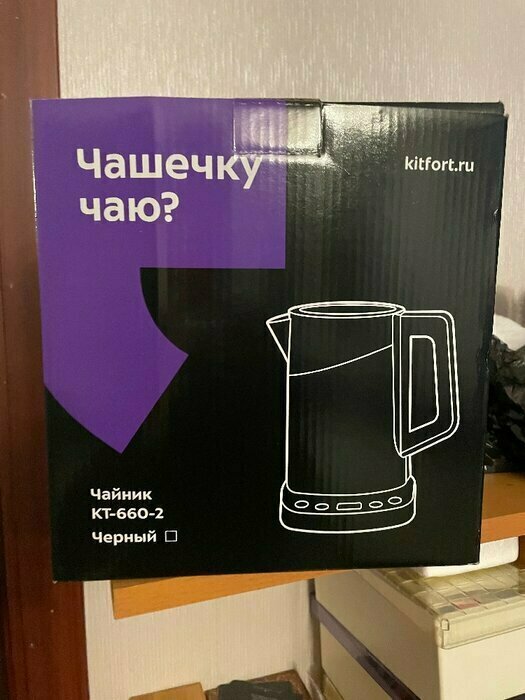 Чашечку
чаю?
kitfort.ru
Чайник
КТ-660-2
Черный